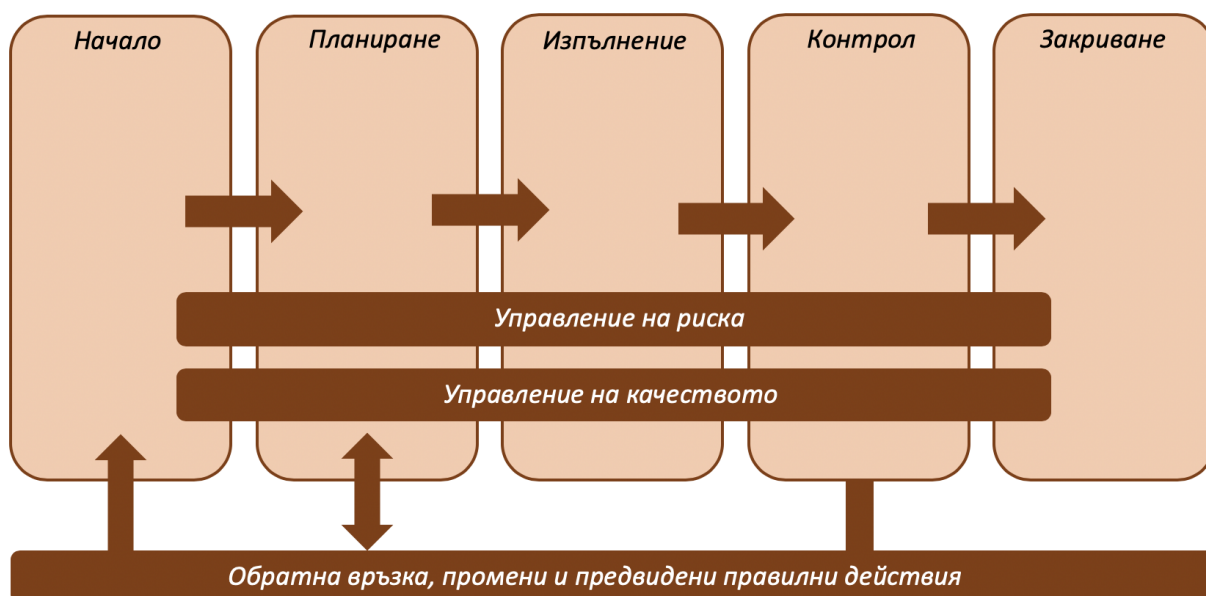 Начало
Планиране
Изпълнение
Контрол
Закриване
Управление на риска
Управление на качеството
Обратна връзка, промени и предвидени правилни действия